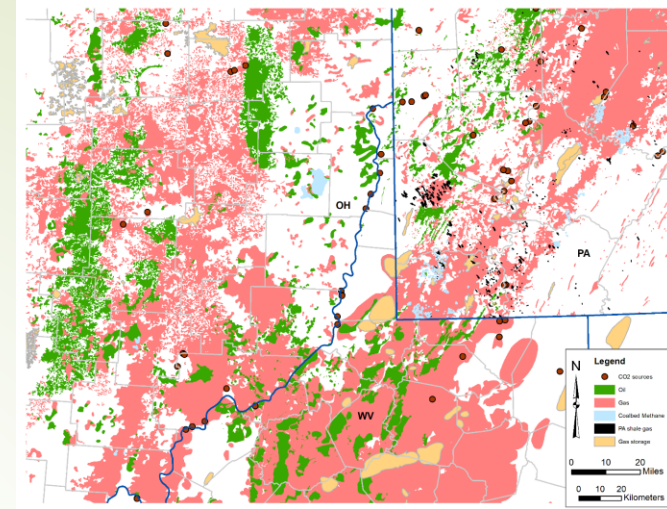 OH
PA
WV
N
Legend
CO2 sources
Oil
Gas
Coalbed Methane
PA shale gas
Gas storage
0 10 20
Miles
0 10 20
Kilometers